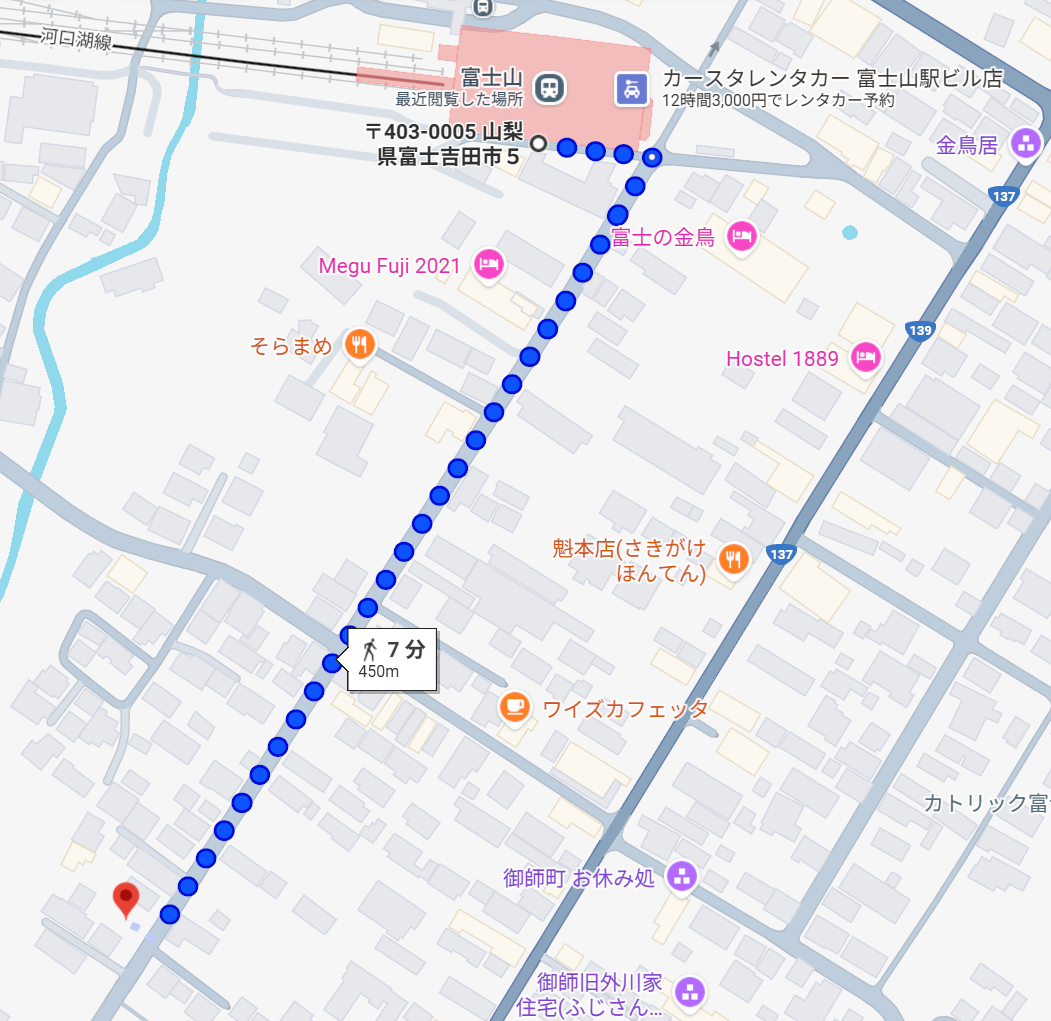 河口湖線
富士山
最近閲覧した場所
カースタレンタカー 富士山駅ビル店
12時間3,000円でレンタカー予約
〒403-0005 山梨
県富士吉田市5
金鳥居
137
富士の金鳥
Megu Fuji 2021
139
そらまめ
Hostel 1889
魁本店(さきがけ
ほんてん)
137
7 分
450m
ワイズカフェッタ
カトリック富士
御師町 お休み処
御師旧外川家
住宅(ふじさん...